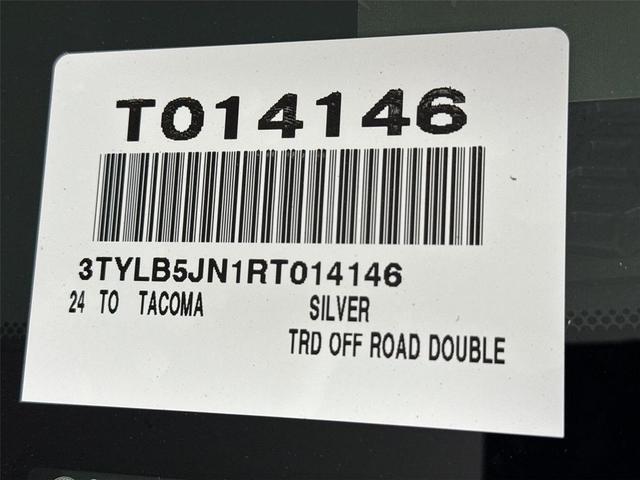 T014146
3TYLB5JN1RT014146
24 TO TACOMA SILVER
TRD OFF ROAD DOUBLE